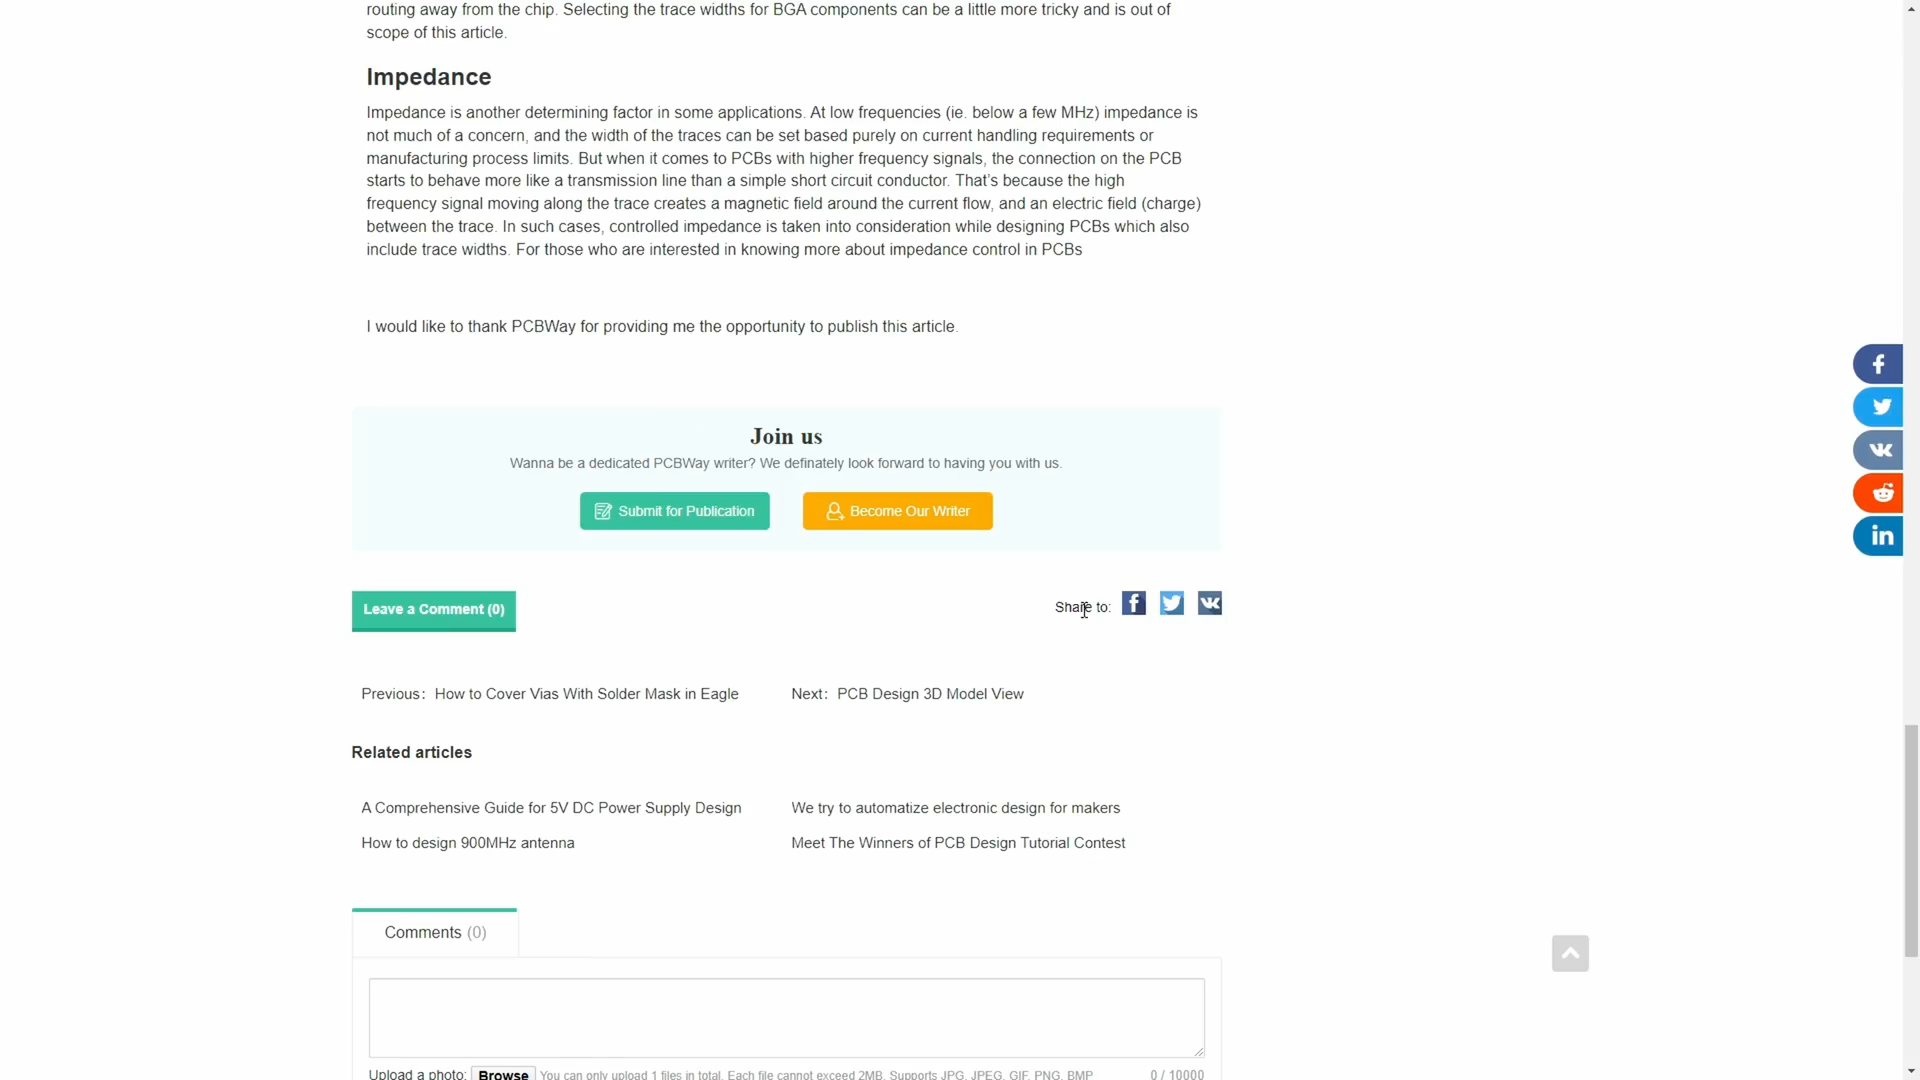 routing away from the chip. Selecting the trace widths for BGA components can be a little more tricky and is out of
scope of this article.
Impedance
Impedance is another determining factor in some applications. At low frequencies (ie. below a few MHz) impedance is
not much of a concern, and the width of the traces can be set based purely on current handling requirements or
manufacturing process limits. But when it comes to PCBs with higher frequency signals, the connection on the PCB
starts to behave more like a transmission line than a simple short circuit conductor. That's because the high
frequency signal moving along the trace creates a magnetic field around the current flow, and an electric field (charge)
between the trace. In such cases, controlled impedance is taken into consideration while designing PCBs which also
include trace widths. For those who are interested in knowing more about impedance control in PCBs
I would like to thank PCBWay for providing me the opportunity to publish this article.
Join us
Wanna be a dedicated PCBWay writer? We definately look forward to having you with us.
Submit for Publication
Become Our Writer
Leave a Comment (0)
Share to:
Previous: How to Cover Vias With Solder Mask in Eagle
Next: PCB Design 3D Model View
Related articles
A Comprehensive Guide for 5V DC Power Supply Design
We try to automatize electronic design for makers
How to design 900MHz antenna
Meet The Winners of PCB Design Tutorial Contest
Comments (0)
Upload a photo: Browse You can only upload 1 files in total. Each file cannot exceed 2MB. Supports JPG, JPEG, GIF, PNG, BMP
0 / 10000